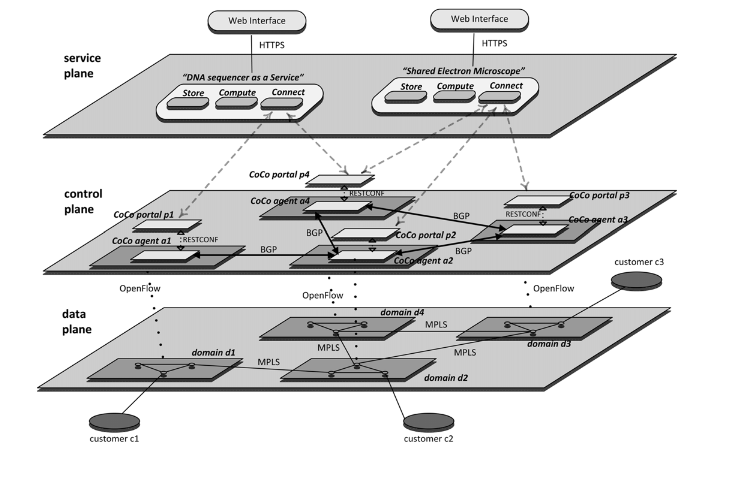 Web Interface
Web Interface
HTTPS
HTTPS
service
plane
“DNA sequencer as a Service”
“Shared Electron Microscope”
Store
Compute
Connect
Store
Compute
Connect
CoCo portal p4
RESTCONF
control
plane
CoCo portal p3
CoCo agent a4
CoCo portal p1
RESTCONF
BGP
CoCo agent a3
CoCo agent a1
RESTCONF
BGP
CoCo portal p2
BGP
BGP
CoCo agent a2
customer c3
OpenFlow
OpenFlow
OpenFlow
data
plane
domain d4
MPLS
domain d3
MPLS
MPLS
domain d1
MPLS
domain d2
customer c1
customer c2